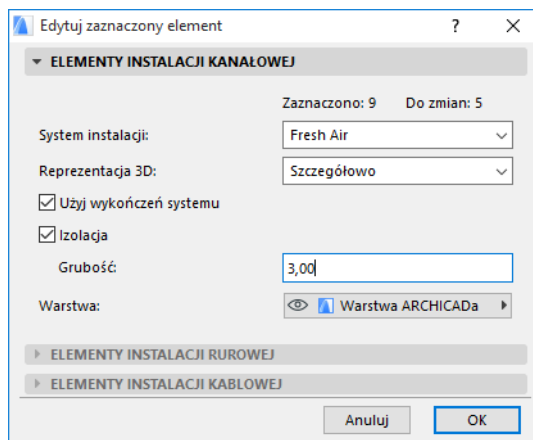 Edytuj zaznaczony element ?
ELEMENTY INSTALACJI KANAŁOWEJ
Zaznaczono: 9 Do zmian: 5
System instalacji: Fresh Air
Reprezentacja 3D: Szczegółowo
Użyj wykończeń systemu
Izolacja
Grubość: 3,00
Warstwa: Warstwa ARCHICADa
ELEMENTY INSTALACJI RUROWEJ
ELEMENTY INSTALACJI KABLOWEJ
Anuluj OK